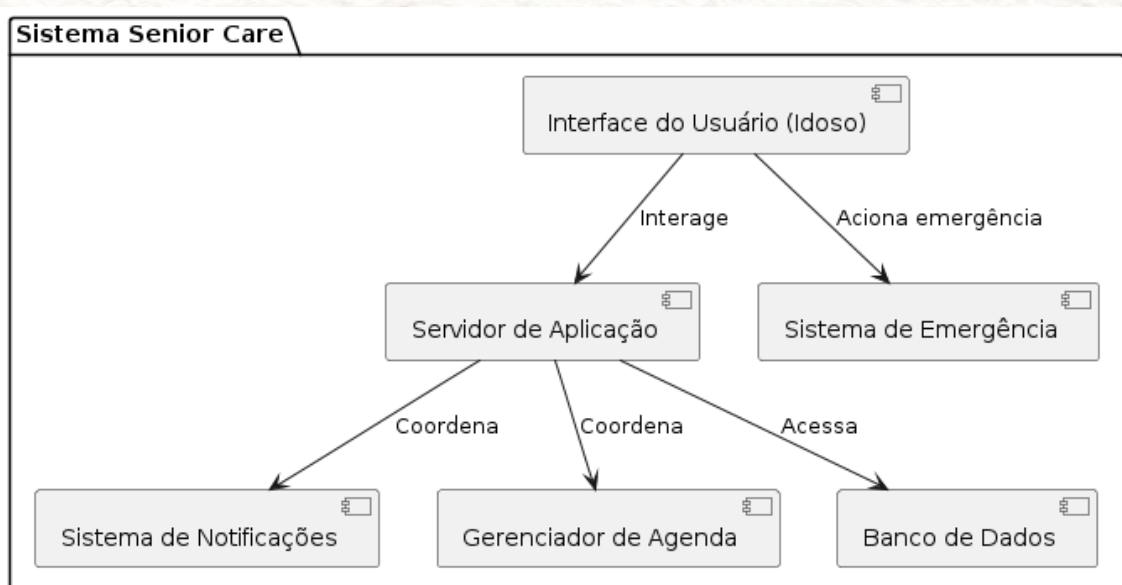 Sistema Senior Care
Interface do Usuário (Idoso)
Interage
Aciona emergência
Servidor de Aplicação
Sistema de Emergência
Coordena
Coordena
Acessa
Sistema de Notificações
Gerenciador de Agenda
Banco de Dados